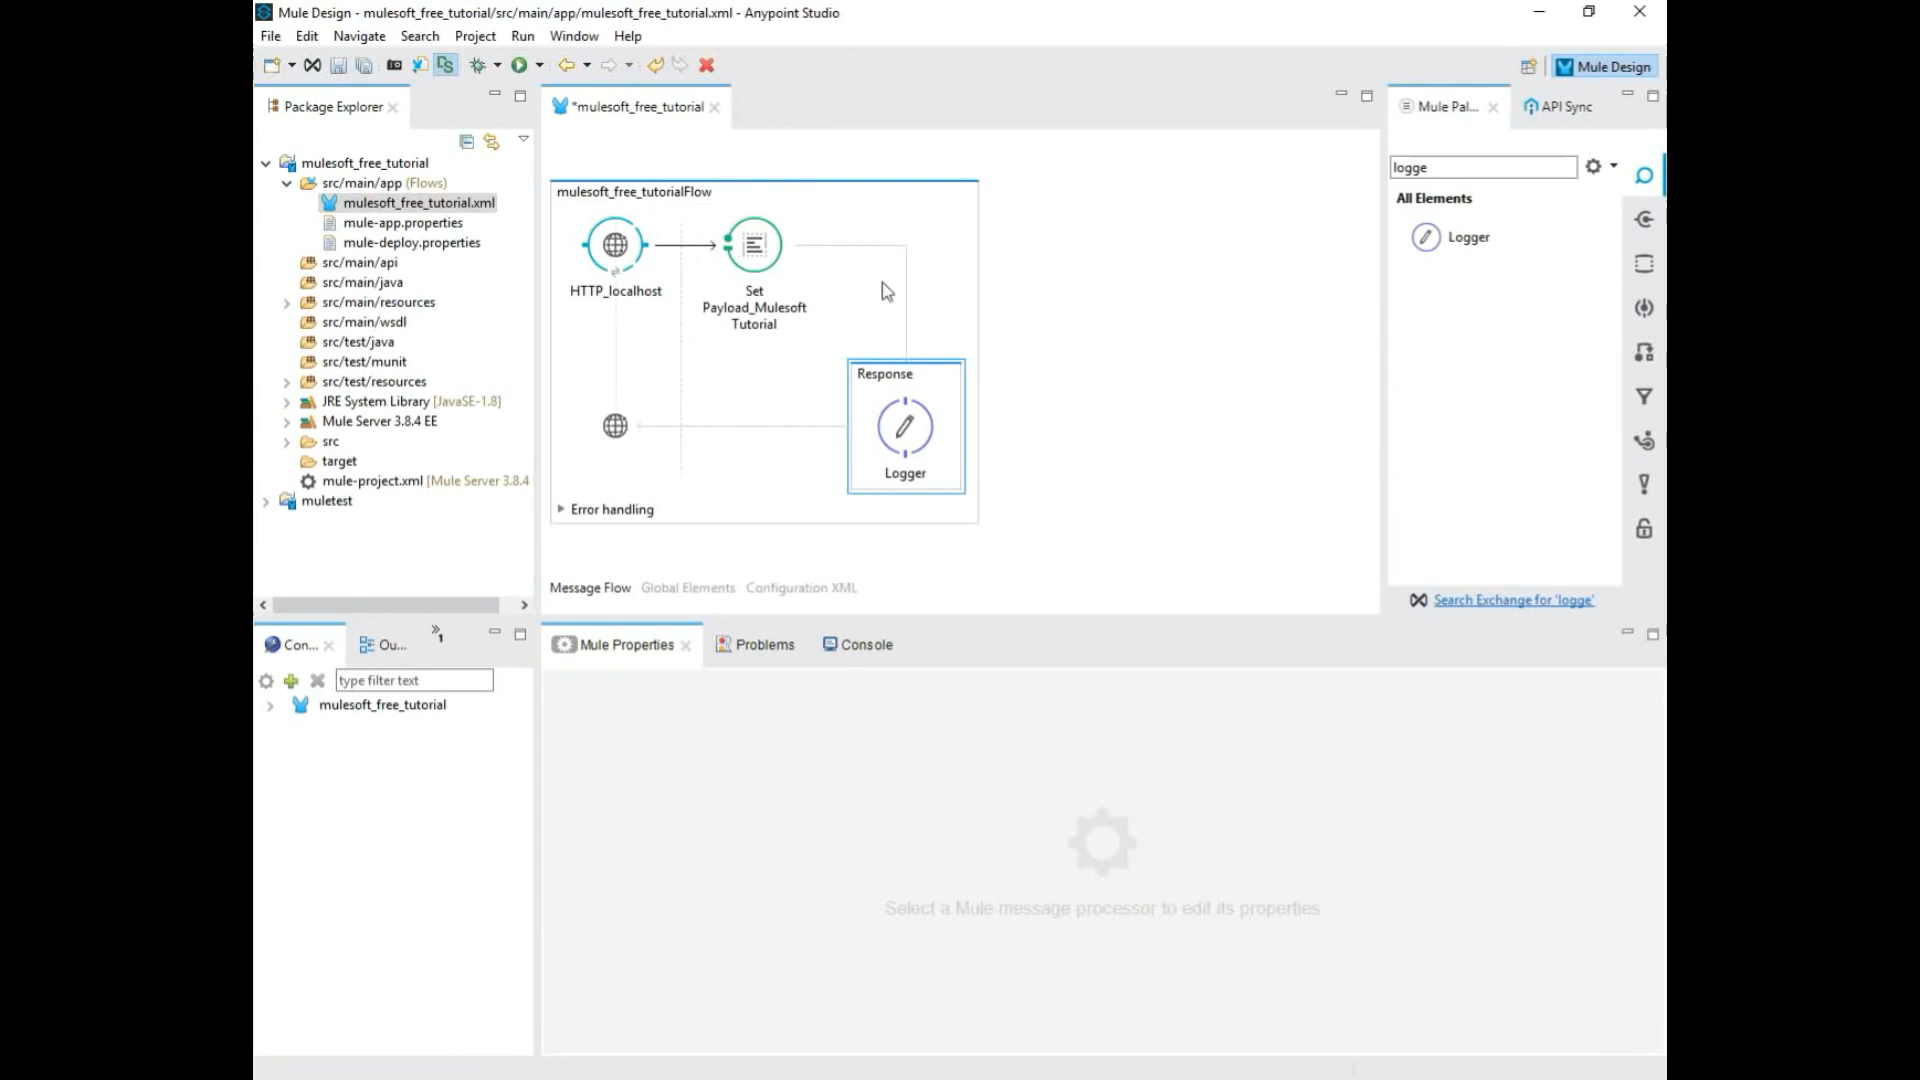 Mule Design - mulesoft_free_tutorial/src/main/app/mulesoft_free_tutorial.xml - Anypoint Studio
File Edit Navigate Search Project Run Window Help
Mule Design
Package Explorer
*mulesoft_free_tutorial
Mule Pal...
API Sync
mulesoft_free_tutorial
src/main/app (Flows)
mulesoft_free_tutorial.xml
mule-app.properties
mule-deploy.properties
src/main/api
src/main/java
src/main/resources
src/main/wsdl
src/test/java
src/test/munit
src/test/resources
JRE System Library [JavaSE-1.8]
Mule Server 3.8.4 EE
src
target
mule-project.xml [Mule Server 3.8.4
muletest
mulesoft_free_tutorialFlow
HTTP_localhost
Set
Payload_Mulesoft
Tutorial
Response
Logger
Error handling
Message Flow Global Elements Configuration XML
logge
All Elements
Logger
Search Exchange for 'logge'
Con...
Ou...
»1
type filter text
mulesoft_free_tutorial
Mule Properties
Problems
Console
Select a Mule message processor to edit its properties